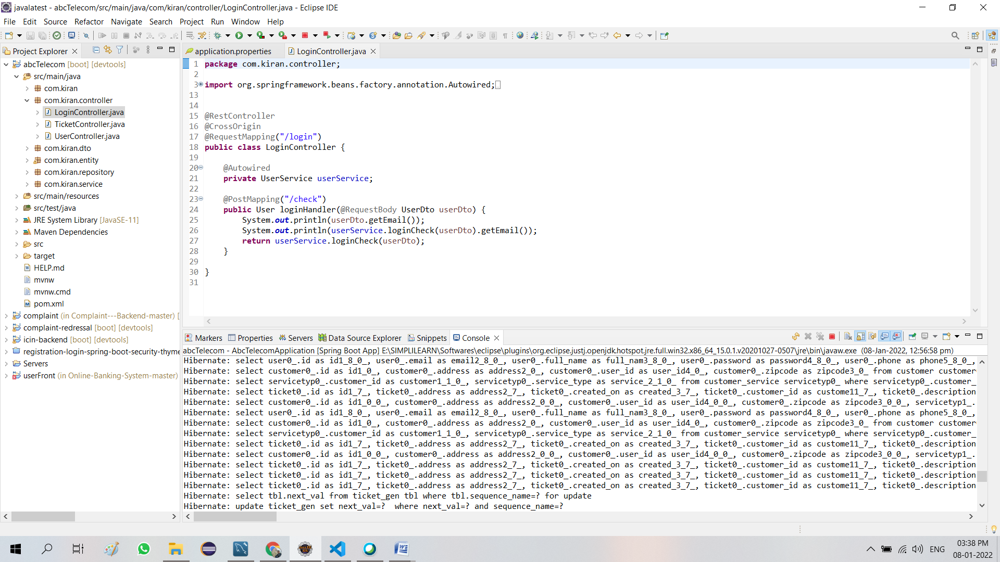 javalatest - abcTelecom/src/main/java/com/kiran/controller/LoginController.java - Eclipse IDE
File Edit Source Refactor Navigate Search Project Run Window Help
Project Explorer
abcTelecom [boot] [devtools]
src/main/java
com.kiran
com.kiran.controller
LoginController.java
TicketController.java
UserController.java
com.kiran.dto
com.kiran.entity
com.kiran.repository
com.kiran.service
src/main/resources
src/test/java
JRE System Library [JavaSE-11]
Maven Dependencies
src
target
HELP.md
mvnw
mvnw.cmd
pom.xml
complaint (in Complaint---Backend-master) [
complaint-redressal [boot] [devtools]
icin-backend [boot] [devtools]
registration-login-spring-boot-security-thyme
Servers
userFront (in Online-Banking-System-master)
application.properties LoginController.java
1 package com.kiran.controller;
2
3 import org.springframework.beans.factory.annotation.Autowired;
13
14
15 @RestController
16 @CrossOrigin
17 @RequestMapping("/login")
18 public class LoginController {
19
20 @Autowired
21 private UserService userService;
22
23 @PostMapping("/check")
24 public User loginHandler(@RequestBody UserDto userDto) {
25 System.out.println(userDto.getEmail());
26 System.out.println(userService.loginCheck(userDto).getEmail());
27 return userService.loginCheck(userDto);
28 }
29
30 }
31
Markers Properties Servers Data Source Explorer Snippets Console
abcTelecom - AbcTelecomApplication [Spring Boot App] E:\SIMPLILEARN\Softwares\eclipse\plugins\org.eclipse.justj.openjdk.hotspot.jre.full.win32.x86_64_15.0.1.v20201027-0507\jre\bin\javaw.exe (08-Jan-2022, 12:56:58 pm)
Hibernate: select user0_.id as id1_8_0_, user0_.email as email2_8_0_, user0_.full_name as full_nam3_8_0_, user0_.password as password4_8_0_, user0_.phone as phone5_8_0_,
Hibernate: select customer0_.id as id1_0_, customer0_.address as address2_0_, customer0_.user_id as user_id4_0_, customer0_.zipcode as zipcode3_0_ from customer customer
Hibernate: select servicetyp0_.customer_id as customer1_1_0_, servicetyp0_.service_type as service_2_1_0_ from customer_service servicetyp0_ where servicetyp0_.customer_
Hibernate: select ticket0_.id as id1_7_, ticket0_.address as address2_7_, ticket0_.created_on as created_3_7_, ticket0_.customer_id as custome11_7_, ticket0_.description
Hibernate: select customer0_.id as id1_0_0_, customer0_.address as address2_0_0_, customer0_.user_id as user_id4_0_0_, customer0_.zipcode as zipcode3_0_0_, servicetyp1_.
Hibernate: select user0_.id as id1_8_0_, user0_.email as email2_8_0_, user0_.full_name as full_nam3_8_0_, user0_.password as password4_8_0_, user0_.phone as phone5_8_0_,
Hibernate: select customer0_.id as id1_0_, customer0_.address as address2_0_, customer0_.user_id as user_id4_0_, customer0_.zipcode as zipcode3_0_ from customer customer
Hibernate: select servicetyp0_.customer_id as customer1_1_0_, servicetyp0_.service_type as service_2_1_0_ from customer_service servicetyp0_ where servicetyp0_.customer_
Hibernate: select ticket0_.id as id1_7_, ticket0_.address as address2_7_, ticket0_.created_on as created_3_7_, ticket0_.customer_id as custome11_7_, ticket0_.description
Hibernate: select customer0_.id as id1_0_0_, customer0_.address as address2_0_0_, customer0_.user_id as user_id4_0_0_, customer0_.zipcode as zipcode3_0_0_, servicetyp1_.
Hibernate: select ticket0_.id as id1_7_, ticket0_.address as address2_7_, ticket0_.created_on as created_3_7_, ticket0_.customer_id as custome11_7_, ticket0_.description
Hibernate: select ticket0_.id as id1_7_, ticket0_.address as address2_7_, ticket0_.created_on as created_3_7_, ticket0_.customer_id as custome11_7_, ticket0_.description
Hibernate: select ticket0_.id as id1_7_, ticket0_.address as address2_7_, ticket0_.created_on as created_3_7_, ticket0_.customer_id as custome11_7_, ticket0_.description
Hibernate: select tbl.next_val from ticket_gen tbl where tbl.sequence_name=? for update
Hibernate: update ticket_gen set next_val=?  where next_val=? and sequence_name=?
ENG
03:38 PM
08-01-2022